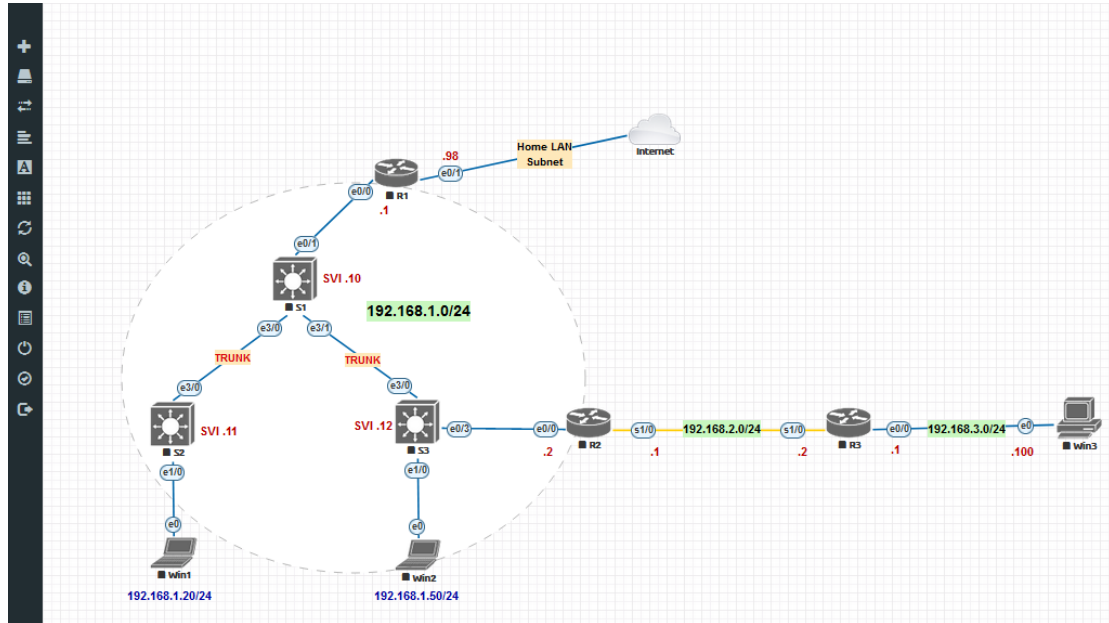 Home LAN
Subnet
Internet
.98
e0/1
R1
e0/0
.1
e0/1
SVI .10
S1
192.168.1.0/24
e3/0
e3/1
TRUNK
TRUNK
e3/0
e3/0
SVI .11
S2
SVI .12
S3
e0/3
e0/0
R2
.2
s1/0
.1
192.168.2.0/24
s1/0
.2
R3
e0/0
.1
192.168.3.0/24
e0
.100
Win3
e1/0
e1/0
e0
e0
Win1
192.168.1.20/24
Win2
192.168.1.50/24